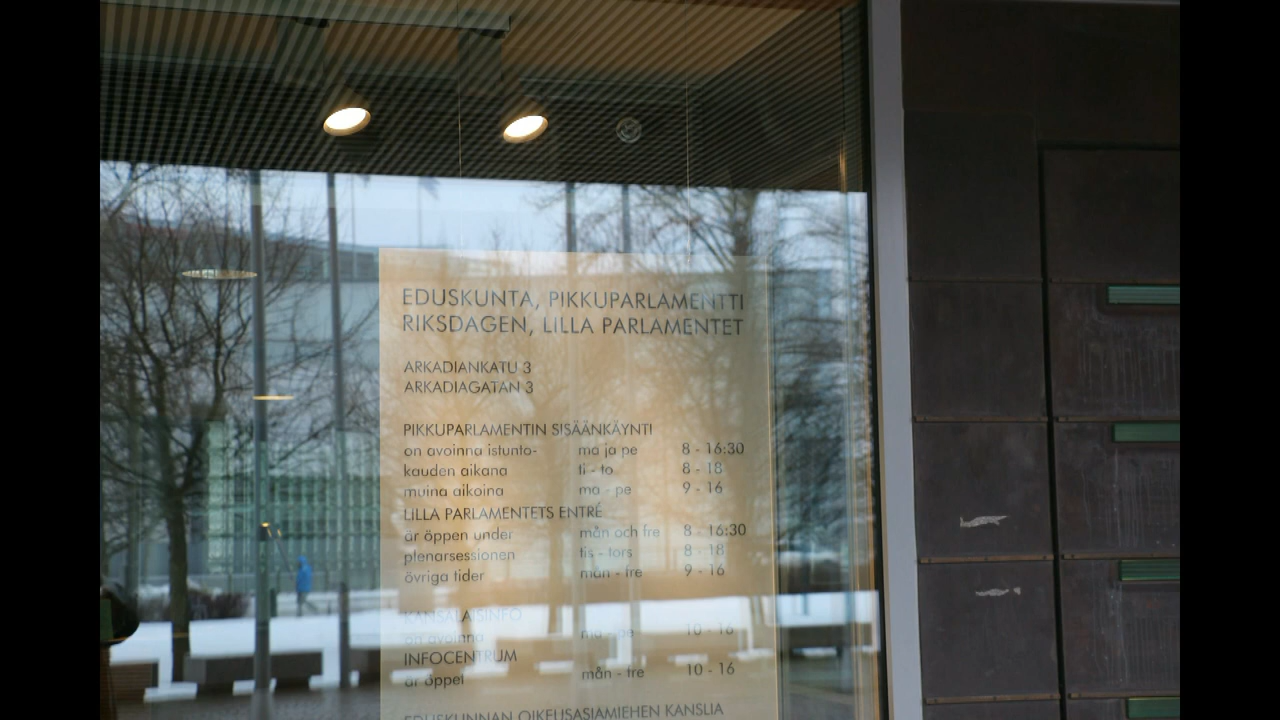 EDUSKUNTA, PIKKUPARLAMENTTI
RIKSDAGEN, LILLA PARLAMENTET
ARKADIANKATU 3
ARKADIAGATAN 3
PIKKUPARLAMENTIN SISÄÄNKÄYNTI
on avoinna istunto- ma ja pe 8 - 16:30
kauden aikana ti - to 8 - 18
muina aikoina ma - pe 9 - 16
LILLA PARLAMENTETS ENTRÉ
är öppen under mån och fre 8 - 16:30
plenarsessionen tis - tors 8 - 18
övriga tider mån - fre 9 - 16
KANSALAISINFO
on avoinna ma - pe 10 - 16
INFOCENTRUM
är öppet mån - fre 10 - 16
EDUSKUNNAN OIKEUSASIAMIEHEN KANSLIA